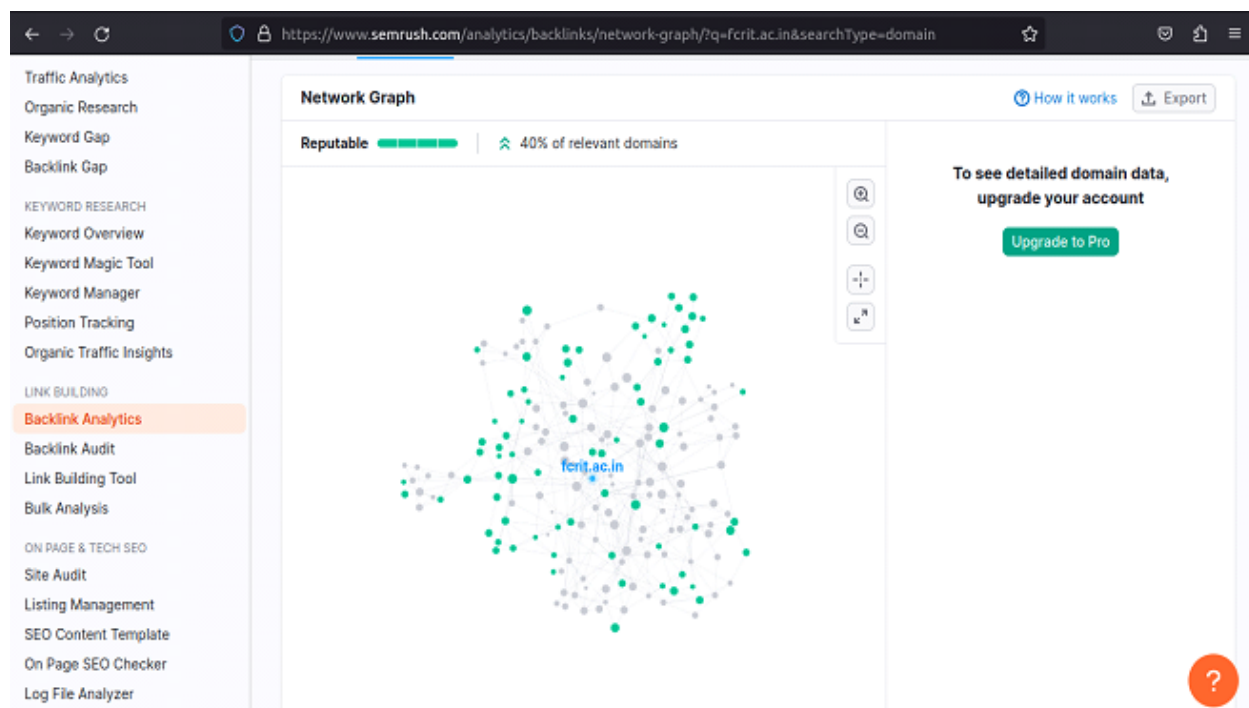 https://www.semrush.com/analytics/backlinks/network-graph/?q=fcrit.ac.in&searchType=domain
Traffic Analytics
Organic Research
Keyword Gap
Backlink Gap
KEYWORD RESEARCH
Keyword Overview
Keyword Magic Tool
Keyword Manager
Position Tracking
Organic Traffic Insights
LINK BUILDING
Backlink Analytics
Backlink Audit
Link Building Tool
Bulk Analysis
ON PAGE & TECH SEO
Site Audit
Listing Management
SEO Content Template
On Page SEO Checker
Log File Analyzer
Network Graph
How it works
Export
Reputable
40% of relevant domains
fcrit.ac.in
To see detailed domain data,
upgrade your account
Upgrade to Pro
?